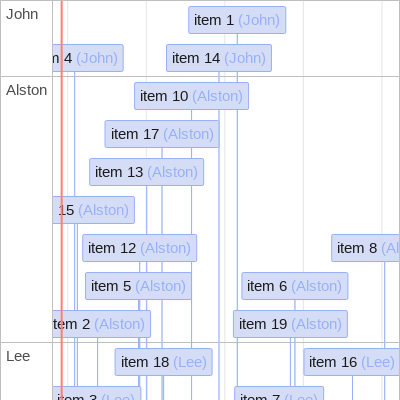 John
item 1 (John)
m 4 (John)
item 14 (John)
Alston
item 10 (Alston)
item 17 (Alston)
item 13 (Alston)
15 (Alston)
item 12 (Alston)
item 8 (Al
item 5 (Alston)
item 6 (Alston)
tem 2 (Alston)
item 19 (Alston)
Lee
item 18 (Lee)
item 16 (Lee)
item 3 (Lee)
item 7 (Lee)